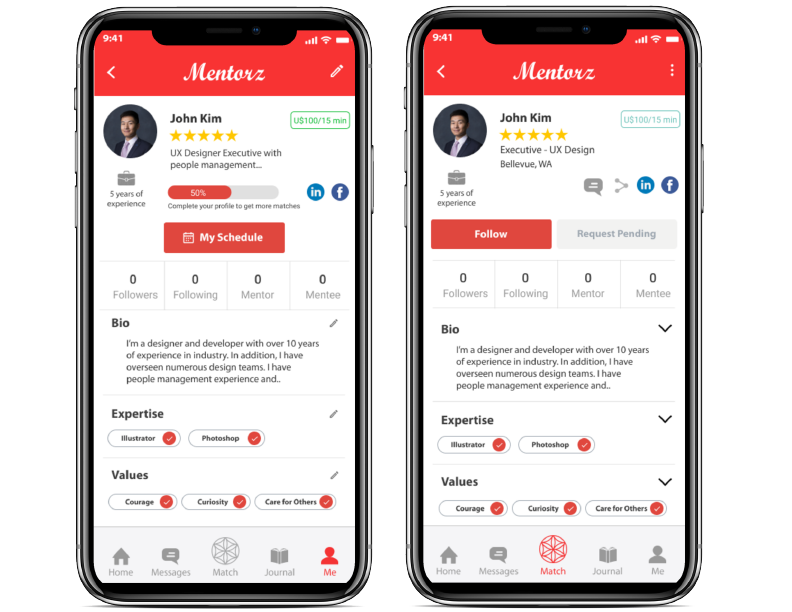 9:41
Mentorz
John Kim
U$100/15 min
UX Designer Executive with
people management...
5 years of
experience
50%
Complete your profile to get more matches
in f
My Schedule
0 0 0 0
Followers Following Mentor Mentee
Bio
I'm a designer and developer with over 10 years
of experience in industry. In addition, I have
overseen numerous design teams. I have
people management experience and..
Expertise
Illustrator Photoshop
Values
Courage Curiosity Care for Others
Home Messages Match Journal Me
9:41
Mentorz
John Kim
U$100/15 min
Executive - UX Design
Bellevue, WA
5 years of
experience
in f
Follow Request Pending
0 0 0 0
Followers Following Mentor Mentee
Bio
I'm a designer and developer with over 10 years
of experience in industry. In addition, I have
overseen numerous design teams. I have
people management experience and..
Expertise
Illustrator Photoshop
Values
Courage Curiosity Care for Others
Home Messages Match Journal Me